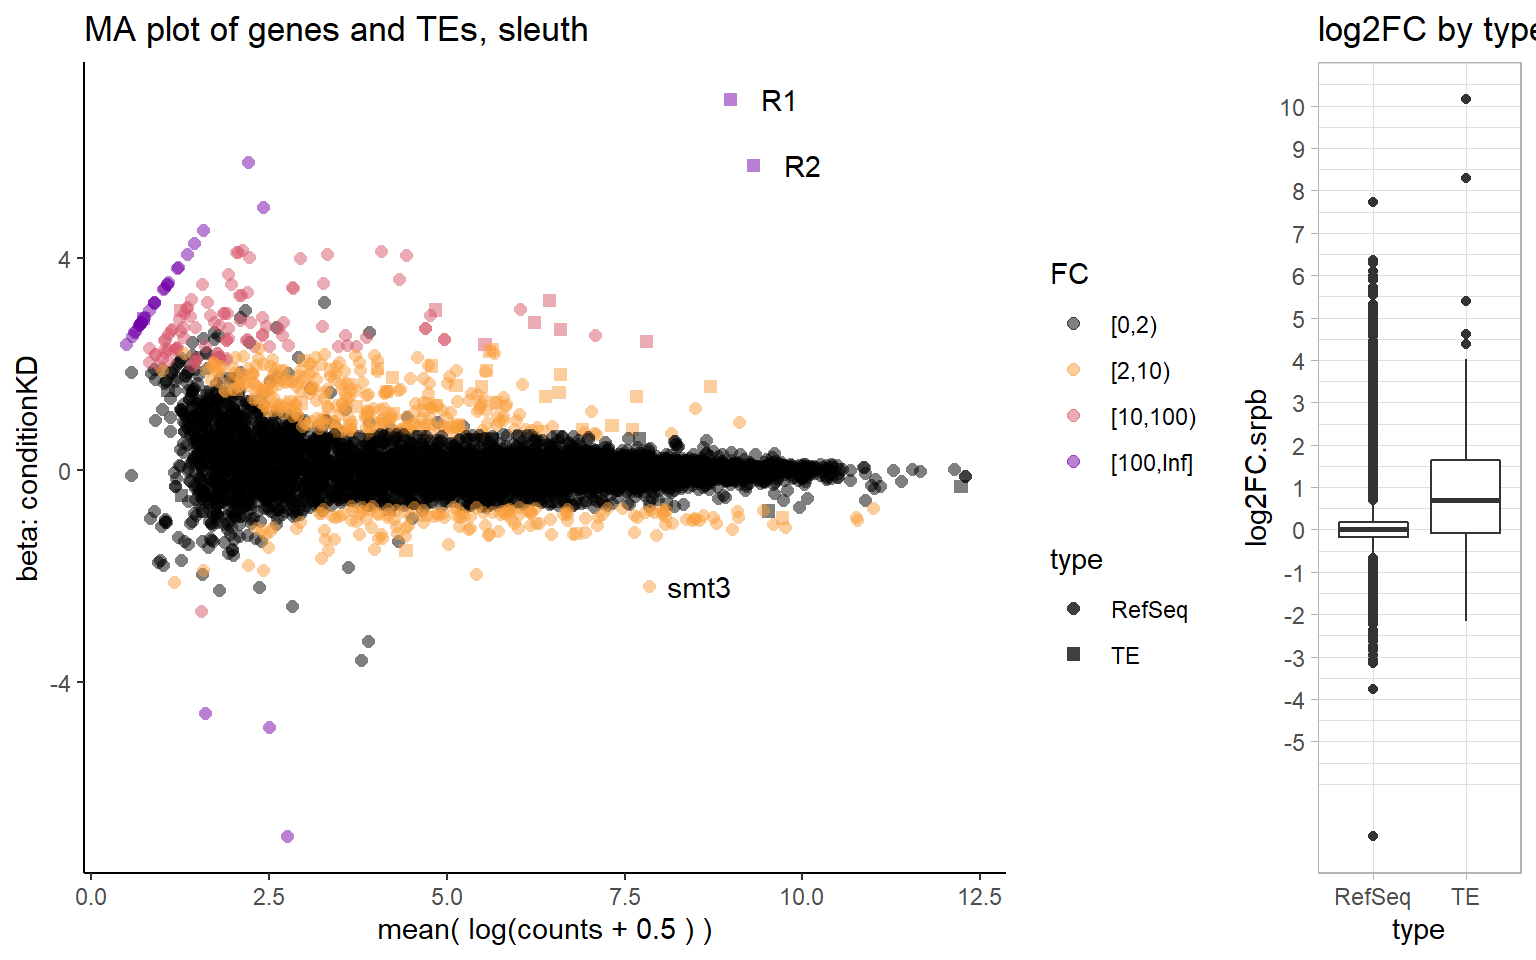 MA plot of genes and TEs, sleuth
R1
R2
smt3
4
0
-4
beta: conditionKD
0.0
2.5
5.0
7.5
10.0
12.5
mean( log(counts + 0.5 ) )
FC
[0,2)
[2,10)
[10,100)
[100,Inf]
type
RefSeq
TE
log2FC by type
10
9
8
7
6
5
4
3
2
1
0
-1
-2
-3
-4
-5
log2FC.srpb
RefSeq
TE
type